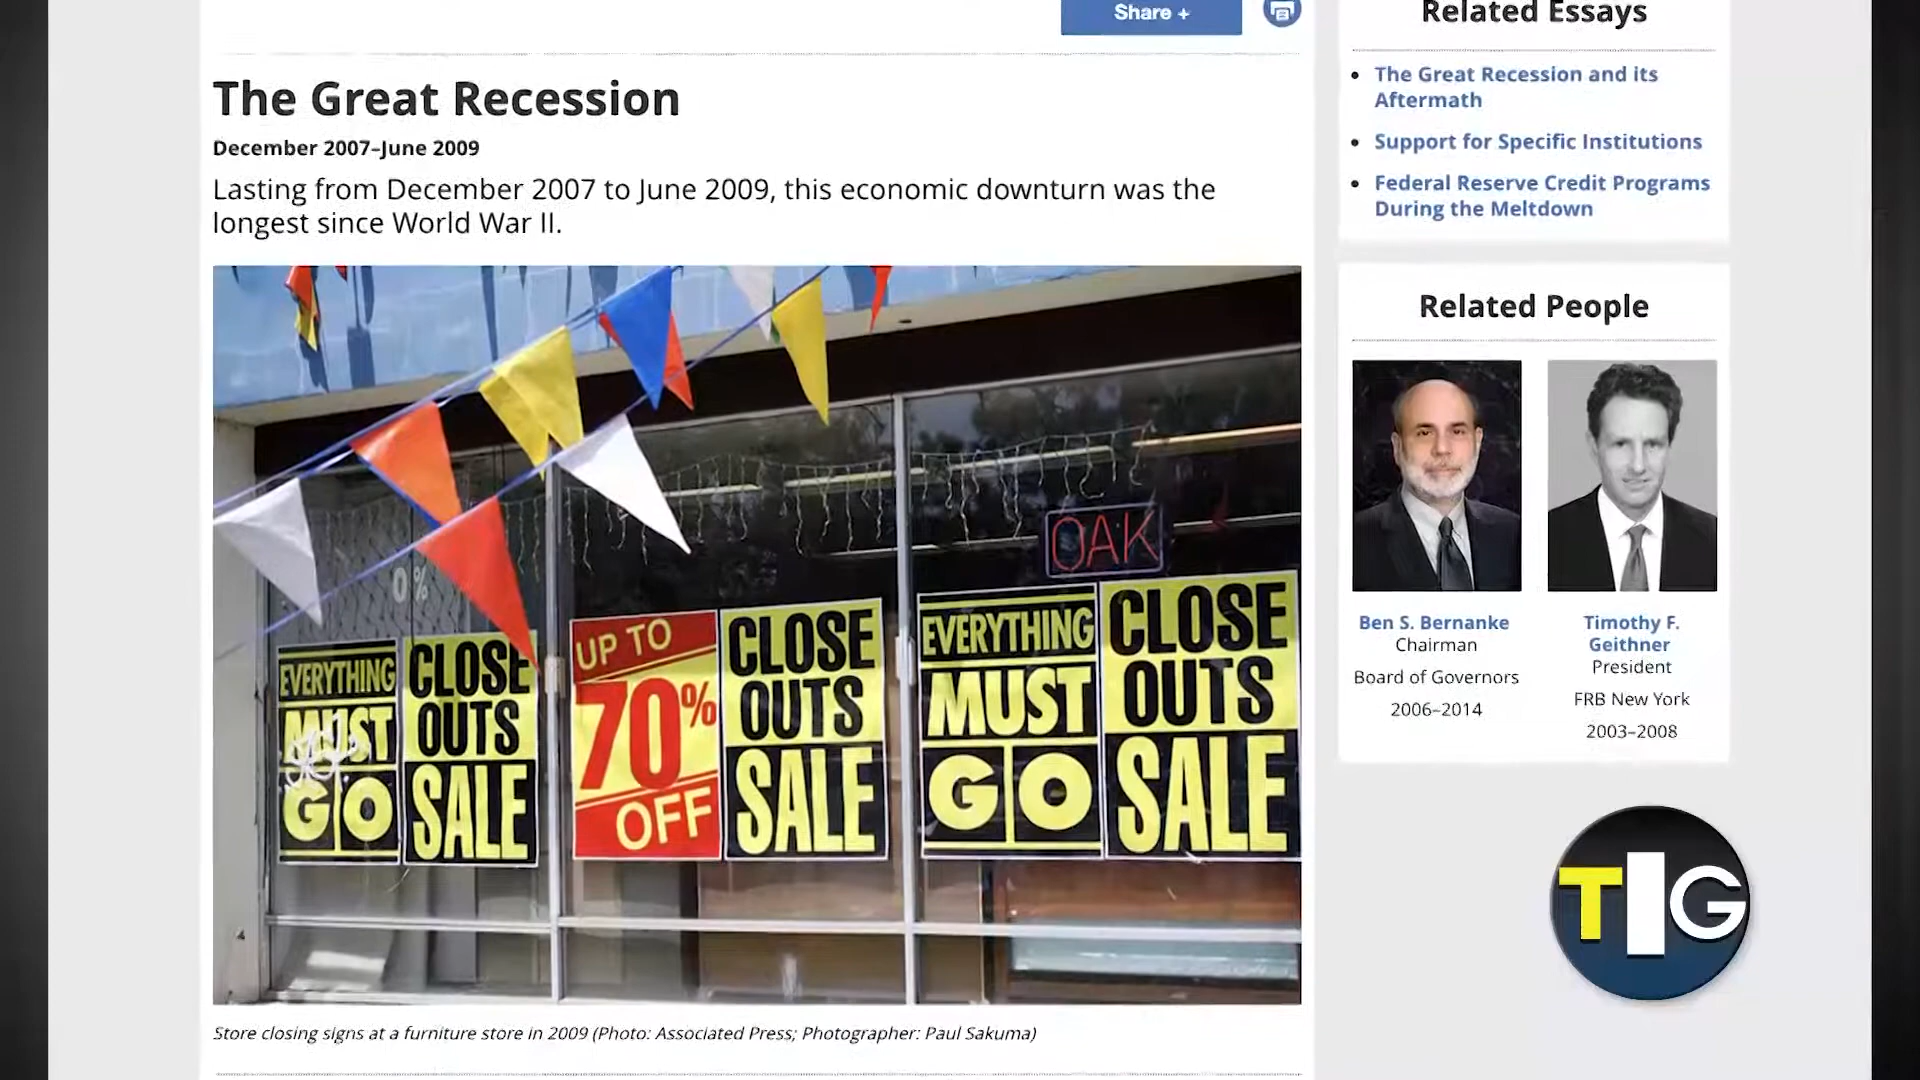 Share +
The Great Recession
December 2007–June 2009
Lasting from December 2007 to June 2009, this economic downturn was the
longest since World War II.
0%
OAK
EVERYTHING
MUST
GO
CLOSE
OUTS
SALE
UP TO
70%
OFF
CLOSE
OUTS
SALE
EVERYTHING
MUST
GO
CLOSE
OUTS
SALE
Store closing signs at a furniture store in 2009 (Photo: Associated Press; Photographer: Paul Sakuma)
Related Essays
The Great Recession and its
Aftermath
Support for Specific Institutions
Federal Reserve Credit Programs
During the Meltdown
Related People
Ben S. Bernanke
Chairman
Board of Governors
2006–2014
Timothy F.
Geithner
President
FRB New York
2003–2008
TIG